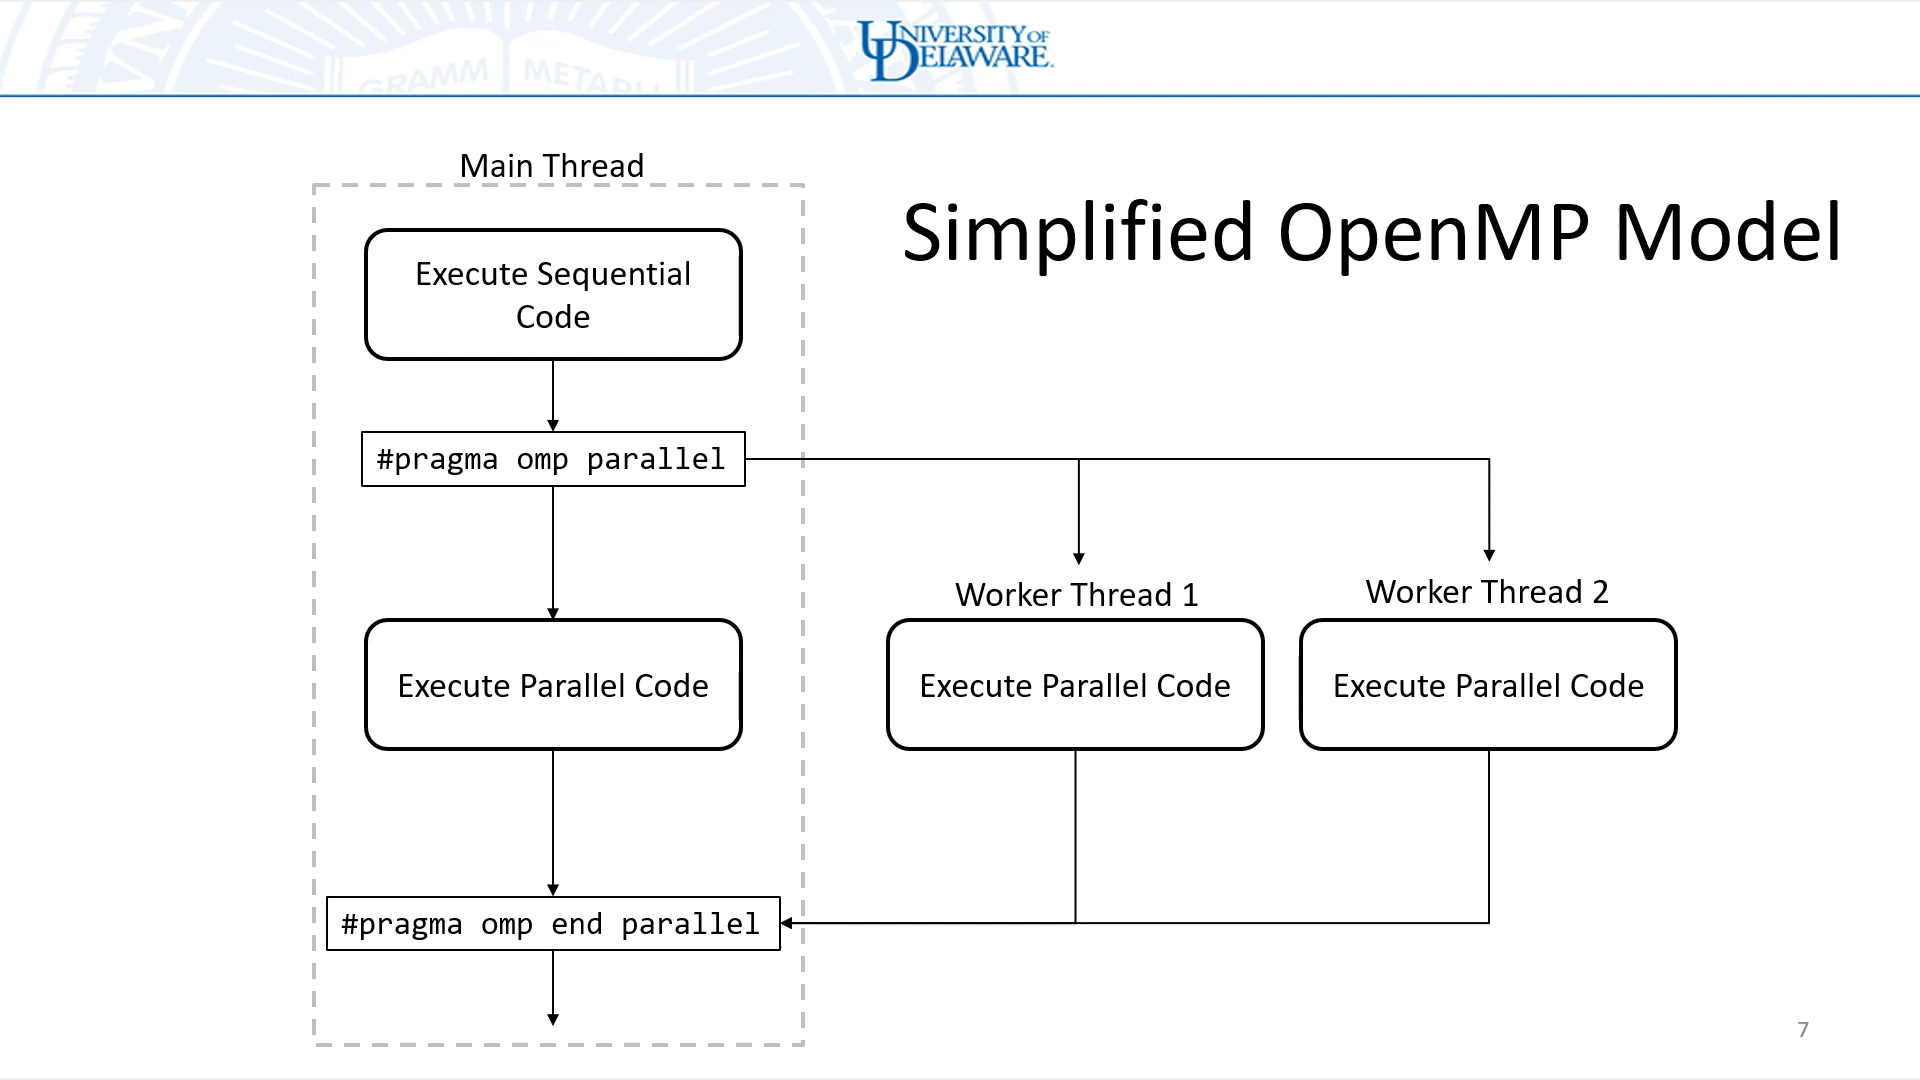 UNIVERSITY OF
DELAWARE.
GRAMM
Main Thread
Simplified OpenMP Model
Execute Sequential
Code
#pragma omp parallel
Worker Thread 1
Worker Thread 2
Execute Parallel Code
Execute Parallel Code
Execute Parallel Code
#pragma omp end parallel
7